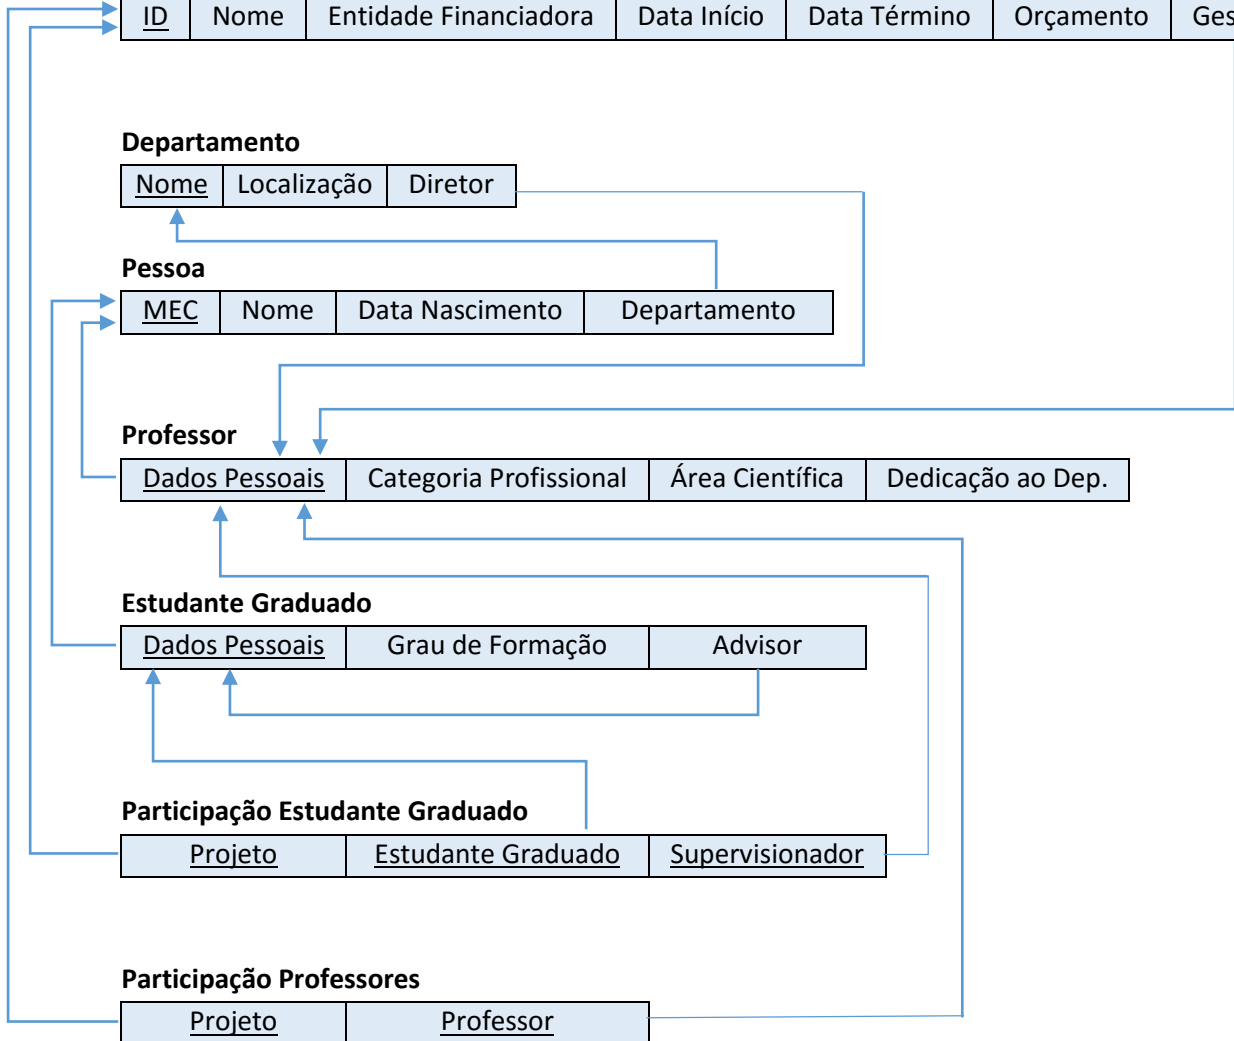 ID Nome Entidade Financiadora Data Início Data Término Orçamento Ges
Departamento
Nome Localização Diretor
Pessoa
MEC Nome Data Nascimento Departamento
Professor
Dados Pessoais Categoria Profissional Área Científica Dedicação ao Dep.
Estudante Graduado
Dados Pessoais Grau de Formação Advisor
Participação Estudante Graduado
Projeto Estudante Graduado Supervisionador
Participação Professores
Projeto Professor